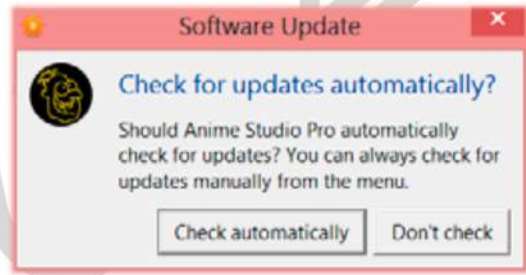 Software Update
Check for updates automatically?
Should Anime Studio Pro automatically
check for updates? You can always check for
updates manually from the menu.
Check automatically
Don't check